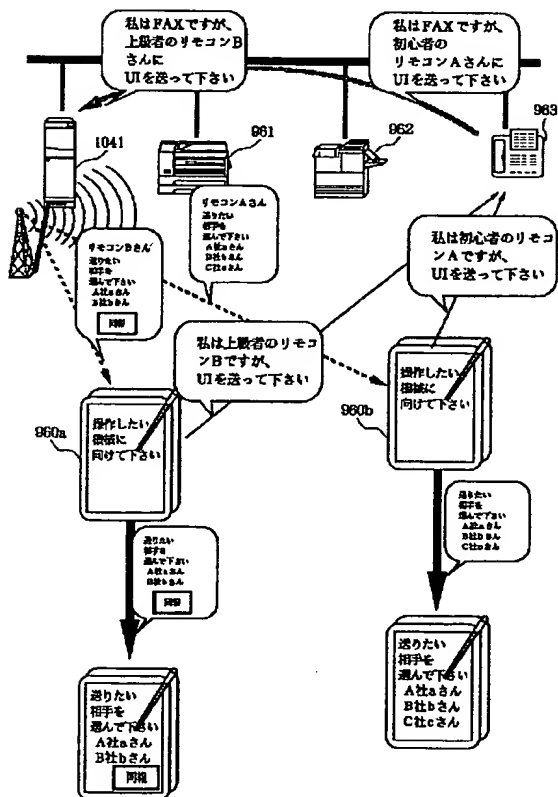 私はFAXですが、
上級者のリモコンB
さんに
UIを送って下さい
私はFAXですが、
初心者の
リモコンAさんに
UIを送って下さい
1041
961
962
963
リモコンAさん
送りたい
相手を
選んで下さい
A社aさん
B社bさん
C社cさん
リモコンBさん
送りたい
相手を
選んで下さい
A社aさん
B社bさん
同報
私は初心者のリモコ
ンAですが、
UIを送って下さい
私は上級者のリモコ
ンBですが、
UIを送って下さい
960a
操作したい
機械に
向けて下さい
960b
操作したい
機械に
向けて下さい
送りたい
相手を
選んで下さい
A社aさん
B社bさん
C社cさん
送りたい
相手を
選んで下さい
A社aさん
B社bさん
同報
送りたい
相手を
選んで下さい
A社aさん
B社bさん
C社cさん
送りたい
相手を
選んで下さい
A社aさん
B社bさん
同報